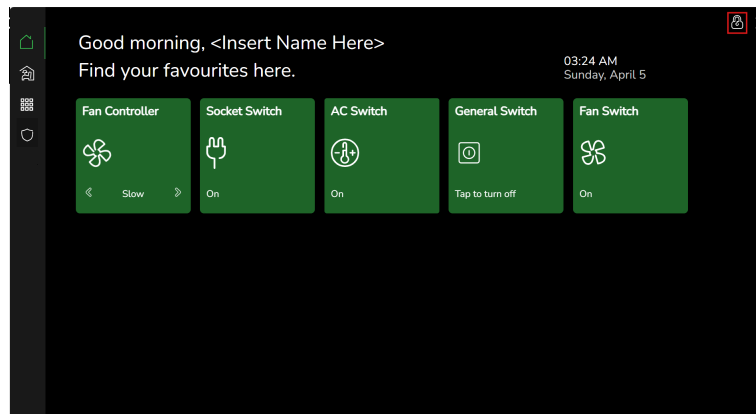 Good morning, <Insert Name Here>
Find your favourites here.
03:24 AM
Sunday, April 5
Fan Controller
Slow
Socket Switch
On
AC Switch
On
General Switch
Tap to turn off
Fan Switch
On